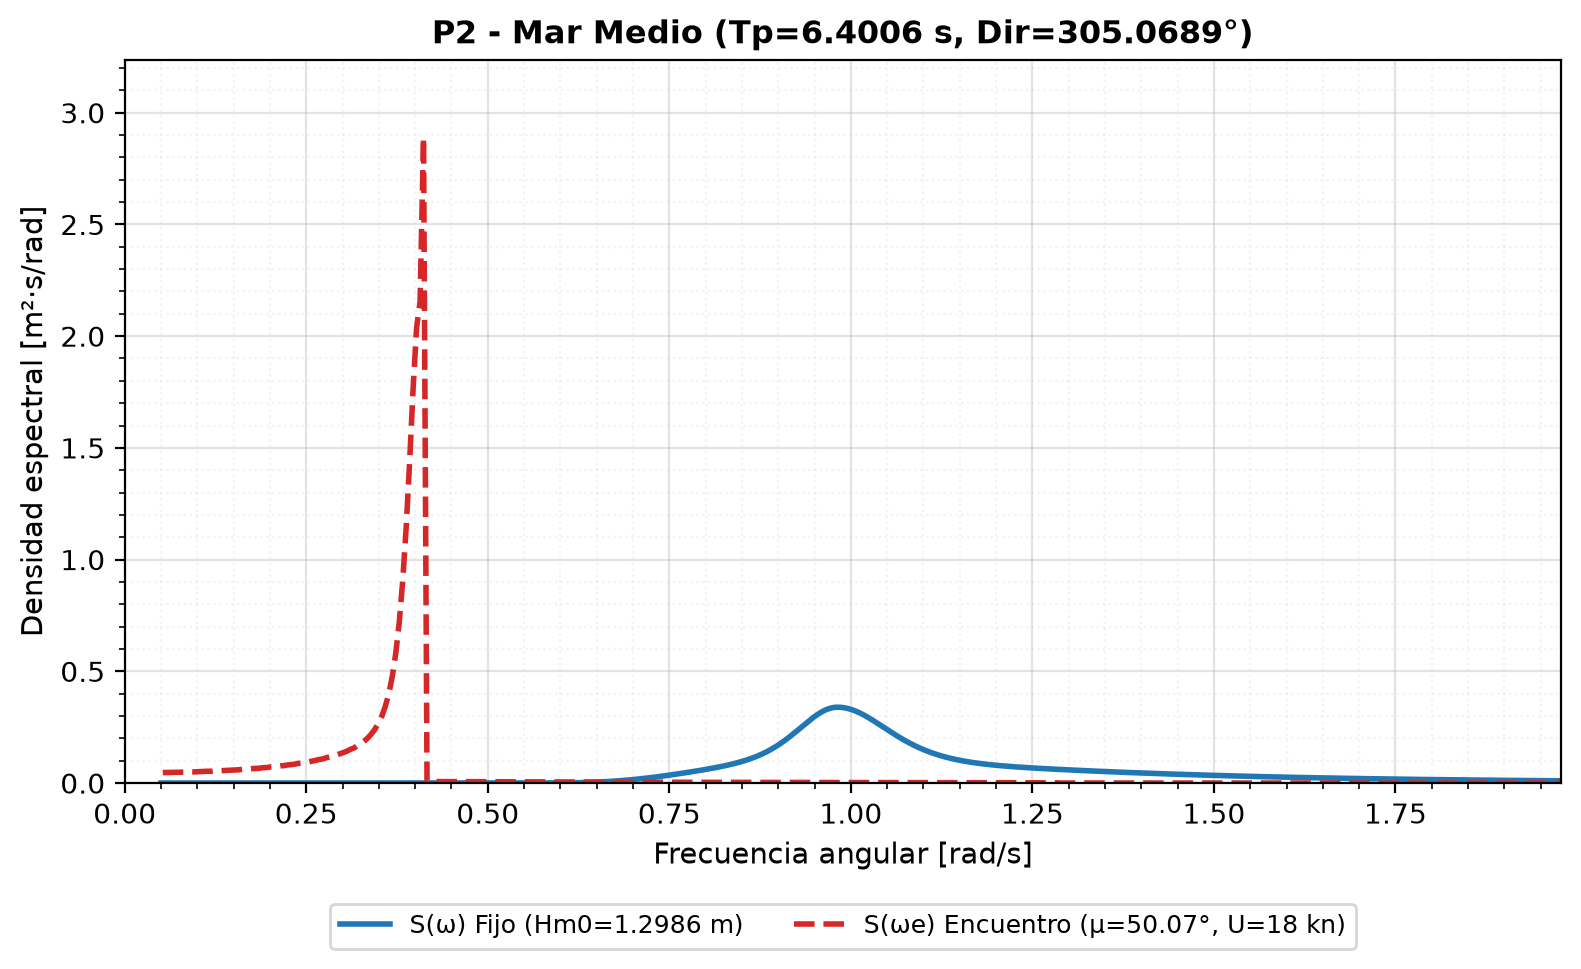 P2 - Mar Medio (Tp=6.4006 s, Dir=305.0689°)
Densidad espectral [m²·s/rad]
3.0
2.5
2.0
1.5
1.0
0.5
0.0
0.00 0.25 0.50 0.75 1.00 1.25 1.50 1.75
Frecuencia angular [rad/s]
S(ω) Fijo (Hm0=1.2986 m) S(ωe) Encuentro (μ=50.07°, U=18 kn)